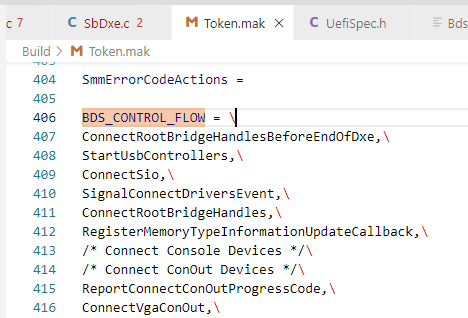 c 7
C SbDxe.c 2
M Token.mak ×
C UefiSpec.h
Bds
Build > M Token.mak
403
404 SmmErrorCodeActions =
405
406 BDS_CONTROL_FLOW = \
407 ConnectRootBridgeHandlesBeforeEndOfDxe,\
408 StartUsbControllers,\
409 ConnectSio,\
410 SignalConnectDriversEvent,\
411 ConnectRootBridgeHandles,\
412 RegisterMemoryTypeInformationUpdateCallback,\
413 /* Connect Console Devices */\
414 /* Connect ConOut Devices */\
415 ReportConnectConOutProgressCode,\
416 ConnectVgaConOut,\